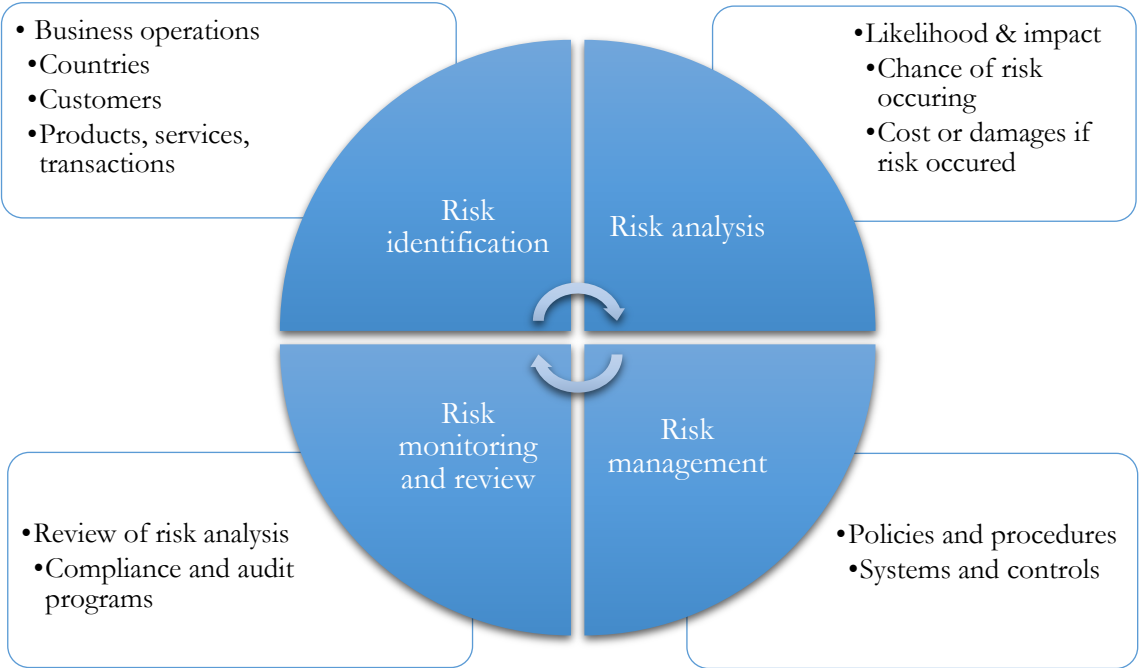 • Business operations
•Countries
•Customers
•Products, services,
transactions
•Likelihood & impact
•Chance of risk
occuring
•Cost or damages if
risk occured
Risk
identification
Risk analysis
Risk
monitoring
and review
Risk
management
•Review of risk analysis
•Compliance and audit
programs
•Policies and procedures
•Systems and controls